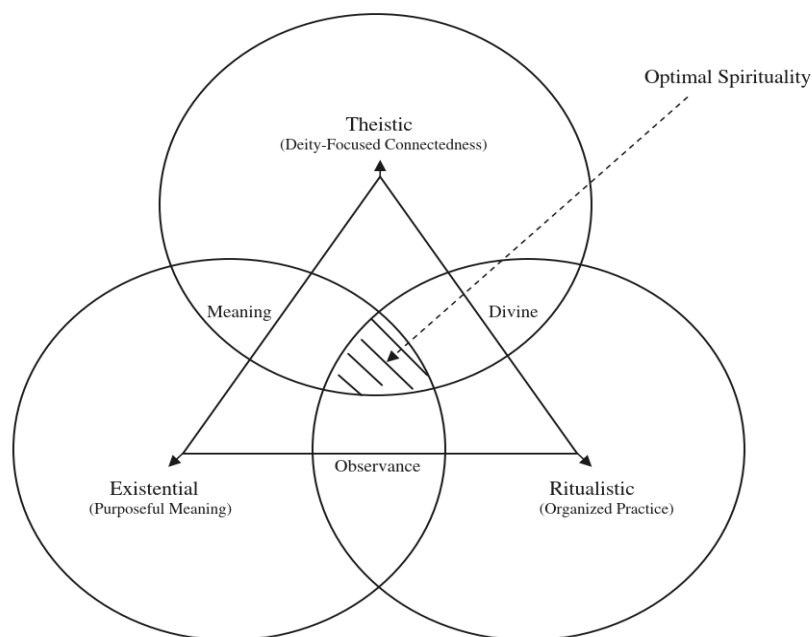 Optimal Spirituality
Theistic
(Deity-Focused Connectedness)
Meaning
Divine
Observance
Existential
(Purposeful Meaning)
Ritualistic
(Organized Practice)